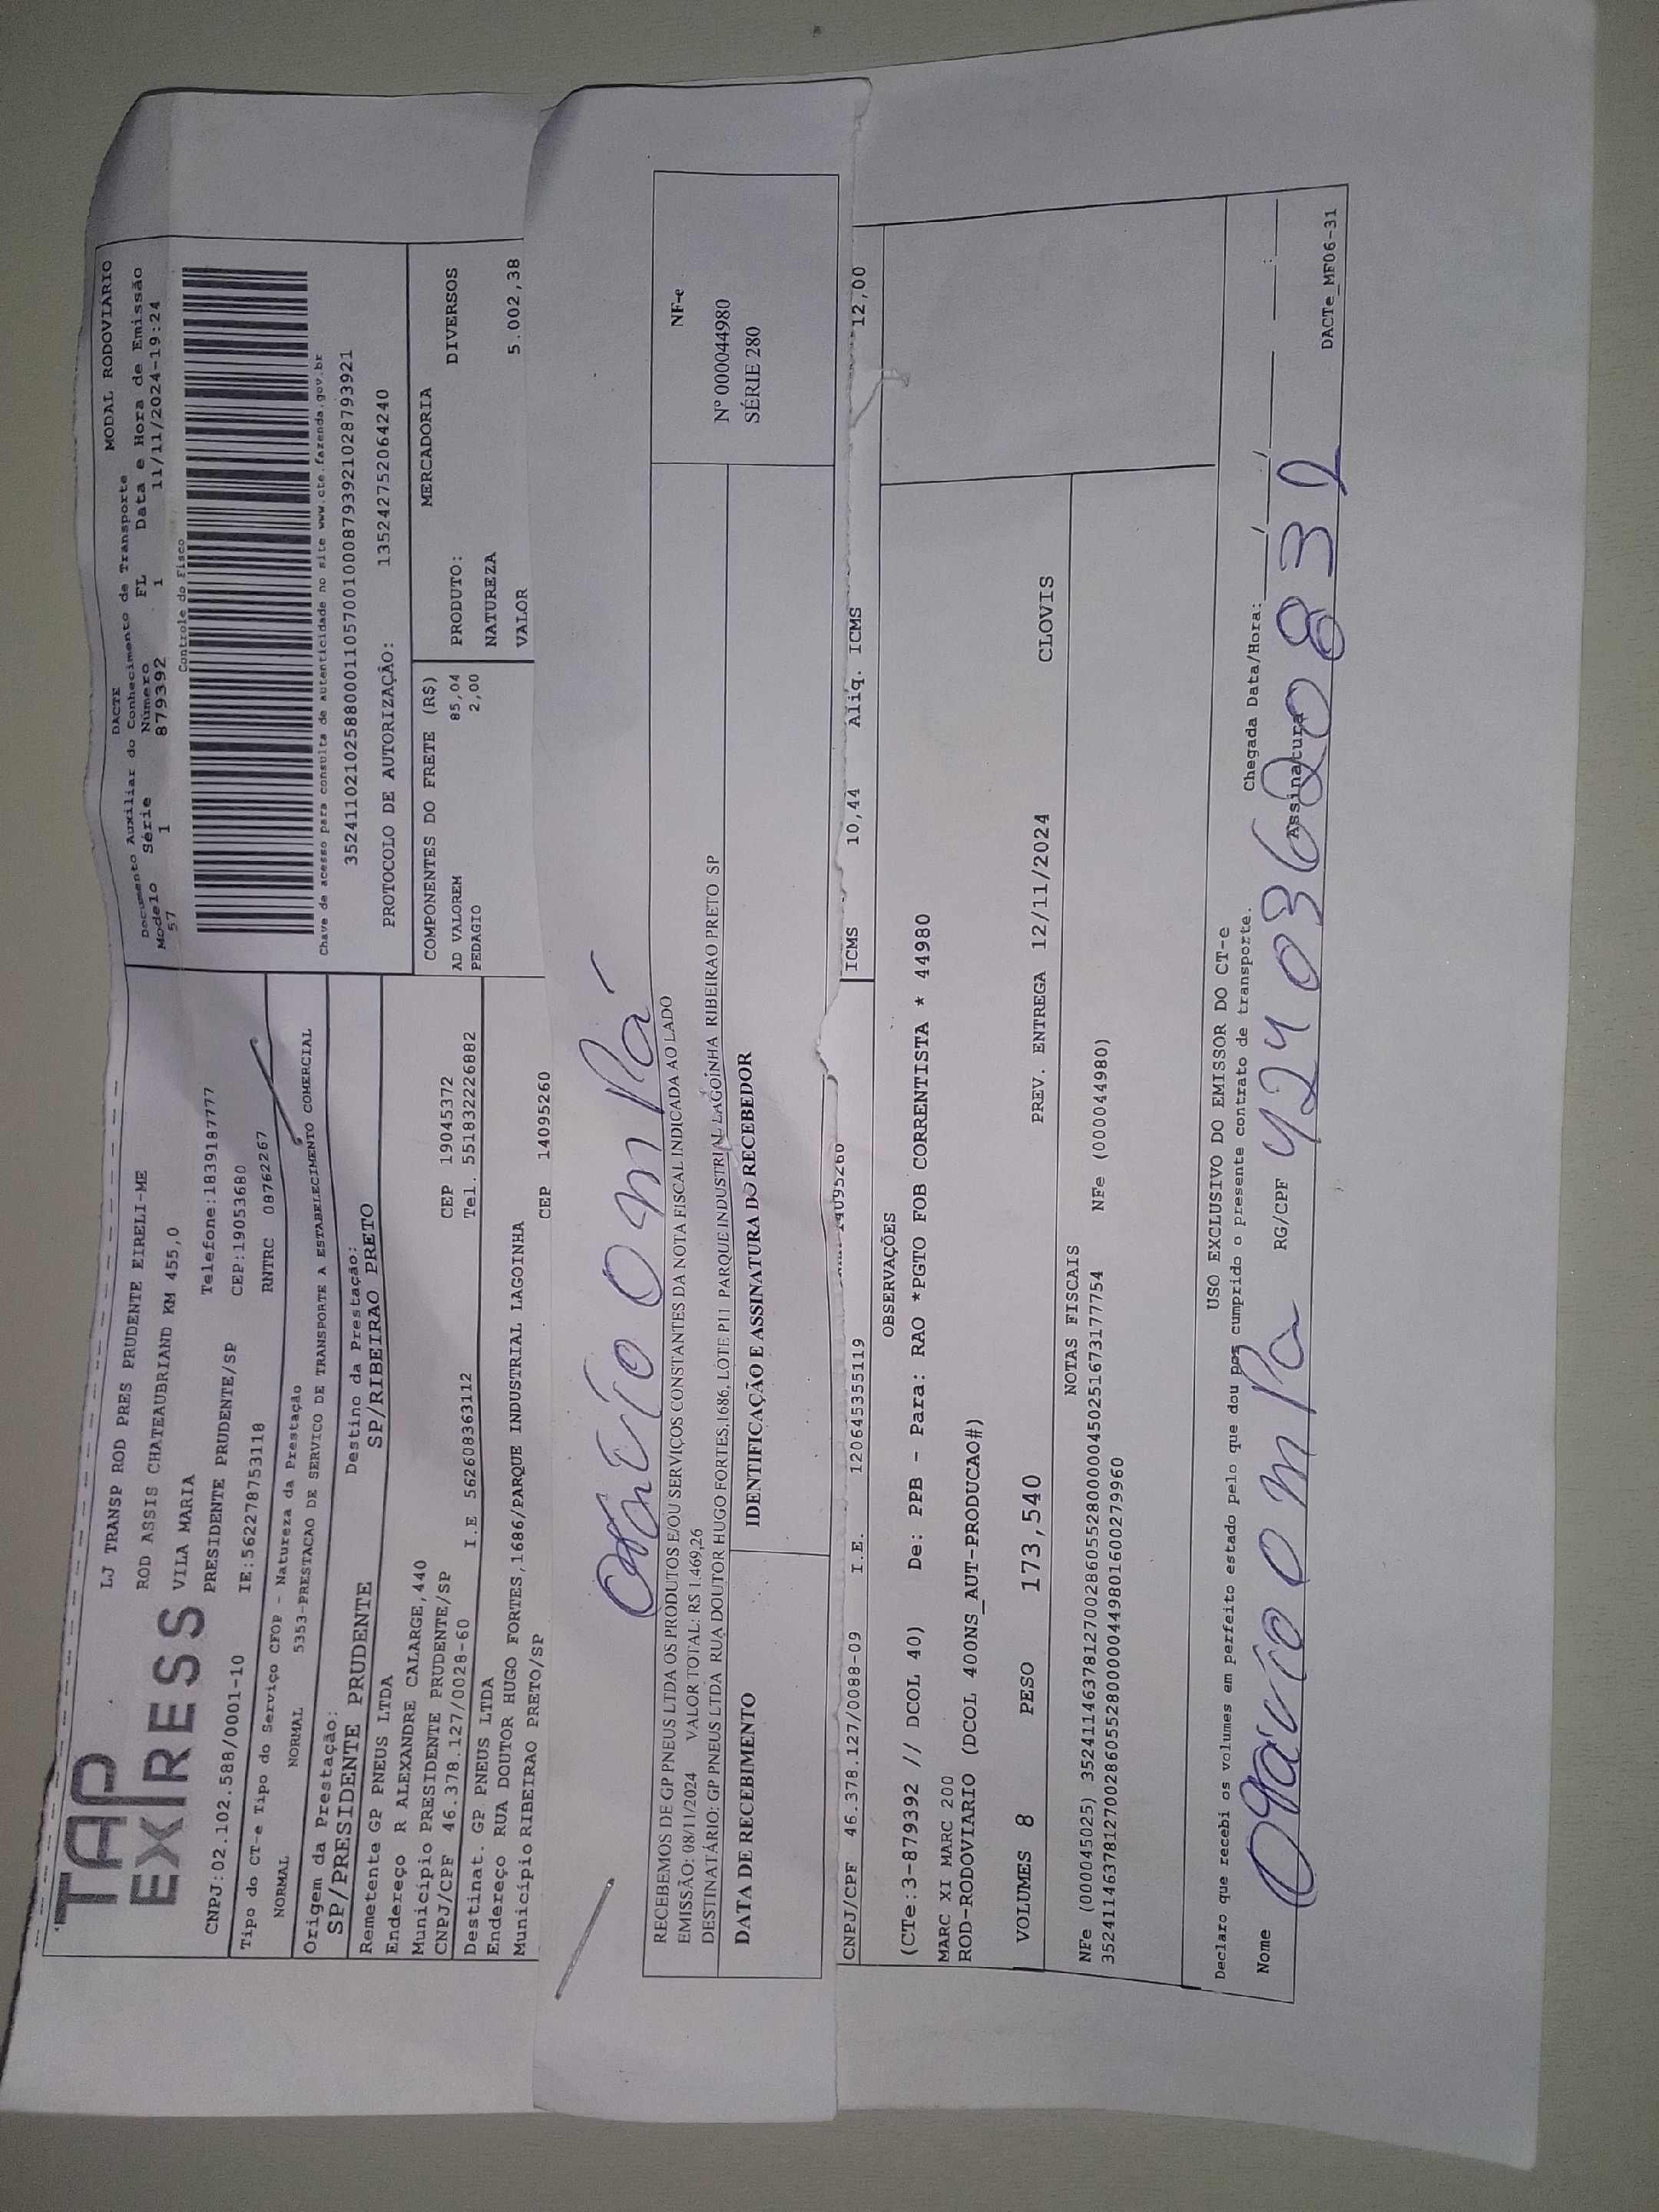 TAP
EXPRESS
LJ TRANSP ROD PRES PRUDENTE EIRELI-ME
ROD ASSIS CHATEAUBRIAND KM 455,0
VILA MARIA
PRESIDENTE PRUDENTE/SP
Telefone:1839187777
CEP:19053680
CNPJ:02.102.588/0001-10
IE:562278753118
RNTRC 08762267
DACTE
MODAL RODOVIÁRIO
Documento Auxiliar do Conhecimento de Transporte
Modelo Série Número FL Data e Hora de Emissão
57 1 879392 1 11/11/2024-19:24
Controle do Fisco
Chave de acesso para consulta de autenticidade no site www.cte.fazenda.gov.br
35241102102588000110570010008793921028793921
PROTOCOLO DE AUTORIZAÇÃO: 135242752064240
Tipo do CT-e Tipo do Serviço CFOP - Natureza da Prestação
NORMAL NORMAL 5353-PRESTACAO DE SERVICO DE TRANSPORTE A ESTABELECIMENTO COMERCIAL
Origem da Prestação: Destino da Prestação:
SP/PRESIDENTE PRUDENTE SP/RIBEIRAO PRETO
Remetente GP PNEUS LTDA
Endereço R ALEXANDRE CALARGE,440
Município PRESIDENTE PRUDENTE/SP CEP 19045372
CNPJ/CPF 46.378.127/0028-60 I.E 562608363112 Tel. 551832226882
Destinat. GP PNEUS LTDA
Endereço RUA DOUTOR HUGO FORTES,1686/PARQUE INDUSTRIAL LAGOINHA
Município RIBEIRAO PRETO/SP CEP 14095260
COMPONENTES DO FRETE (R$)
AD VALOREM 85,04
PEDAGIO 2,00
MERCADORIA
PRODUTO: DIVERSOS
NATUREZA
VALOR 5.002,38
Otávio O M Pa
RECEBEMOS DE GP PNEUS LTDA OS PRODUTOS E/OU SERVIÇOS CONSTANTES DA NOTA FISCAL INDICADA AO LADO
EMISSÃO: 08/11/2024 VALOR TOTAL: R$ 1.469,26
DESTINATÁRIO: GP PNEUS LTDA RUA DOUTOR HUGO FORTES,1686, LOTE P11 PARQUE INDUSTRIAL LAGOINHA RIBEIRAO PRETO SP
DATA DE RECEBIMENTO
IDENTIFICAÇÃO E ASSINATURA DO RECEBEDOR
NF-e
Nº 000044980
SÉRIE 280
14095260
CNPJ/CPF 46.378.127/0088-09 I.E. 120645355119
ICMS 10,44 Aliq. ICMS 12,00
OBSERVAÇÕES
(CTe:3-879392 // DCOL 40) De: PPB - Para: RAO *PGTO FOB CORRENTISTA * 44980
MARC XI MARC 200
ROD-RODOVIARIO (DCOL 400NS_AUT-PRODUCAO#)
VOLUMES 8 PESO 173,540 PREV. ENTREGA 12/11/2024 CLOVIS
NOTAS FISCAIS
NFe (000045025) 35241146378127002860552800000450251673177754 NFe (000044980)
35241146378127002860552800000449801600279960
USO EXCLUSIVO DO EMISSOR DO CT-e
Declaro que recebi os volumes em perfeito estado pelo que dou por cumprido o presente contrato de transporte.
Chegada Data/Hora: ____/____/____ ____:____
Nome Otávio O M Pa RG/CPF 42403620832
Assinatura
DACTe_MF06-31